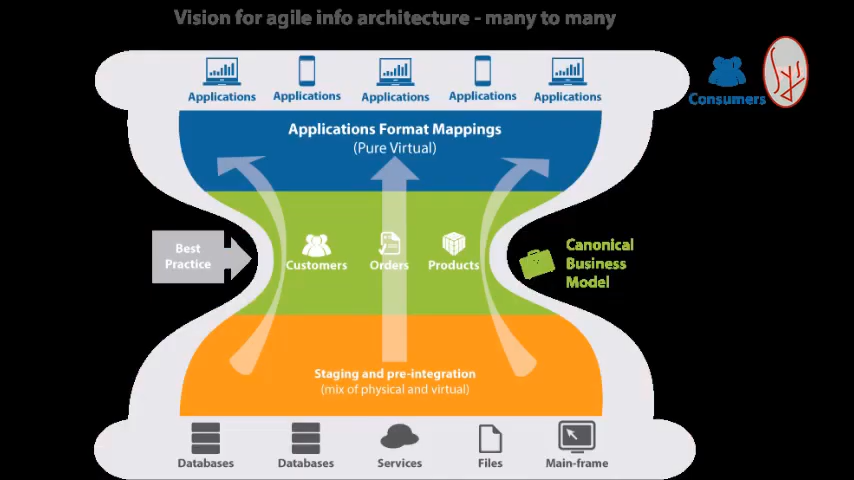 Vision for agile info architecture - many to many
Applications
Applications
Applications
Applications
Applications
Consumers
Sys
Applications Format Mappings
(Pure Virtual)
Best
Practice
Customers
Orders
Products
Canonical
Business
Model
Staging and pre-integration
(mix of physical and virtual)
Databases
Databases
Services
Files
Main-frame